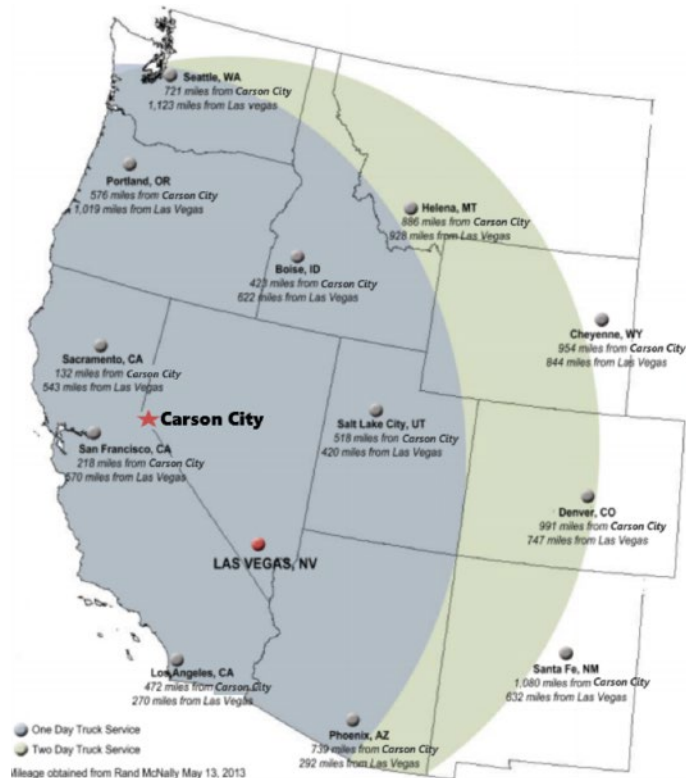 Seattle, WA
721 miles from Carson City
1,123 miles from Las vegas
Portland, OR
576 miles from Carson City
1,019 miles from Las Vegas
Helena, MT
886 miles from Carson City
928 miles from Las Vegas
Boise, ID
423 miles from Carson City
622 miles from Las Vegas
Cheyenne, WY
954 miles from Carson City
844 miles from Las Vegas
Sacramento, CA
132 miles from Carson City
543 miles from Las Vegas
Carson City
Salt Lake City, UT
518 miles fron Carson City
420 miles from Las Vegas
San Francisco, CA
218 miles from Carson City
570 miles from Las Vegas
Denver, CO
991 miles from Carson City
747 miles from Las Vegas
LAS VEGAS, NV
Los Angeles, CA
472 miles from Carson City
270 miles from Las Vegas
Santa Fe, NM
1,080 miles from Carson City
632 miles from Las Vegas
Phoenix, AZ
739 miles from Carson City
292 miles from Las Vegas
One Day Truck Service
Two Day Truck Service
Mileage obtained from Rand McNally May 13, 2013